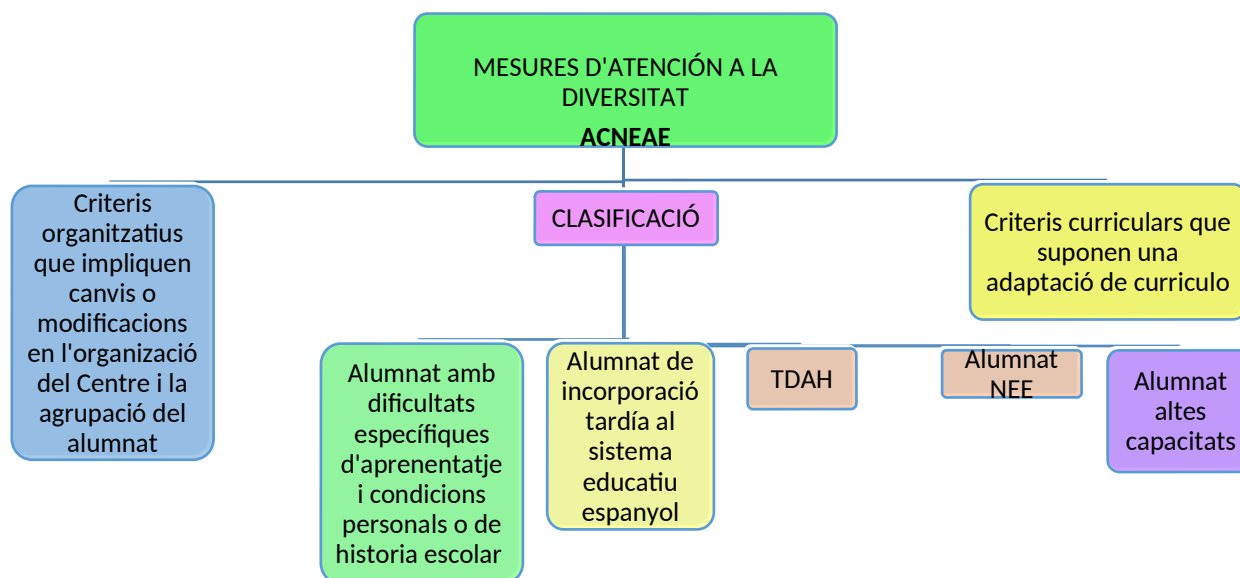 MESURES D'ATENCIÓN A LA
DIVERSITAT
ACNEAE
Criteris
organitzatius
que impliquen
canvis o
modificacions
en l'organizació
del Centre i la
agrupació del
alumnat
CLASIFICACIÓ
Criteris curriculars que
suponen una
adaptació de curriculo
Alumnat amb
dificultats
específiques
d'aprenentatje
i condicions
personals o de
historia escolar
Alumnat de
incorporació
tardía al
sistema
educatiu
espanyol
TDAH
Alumnat
NEE
Alumnat
altes
capacitats